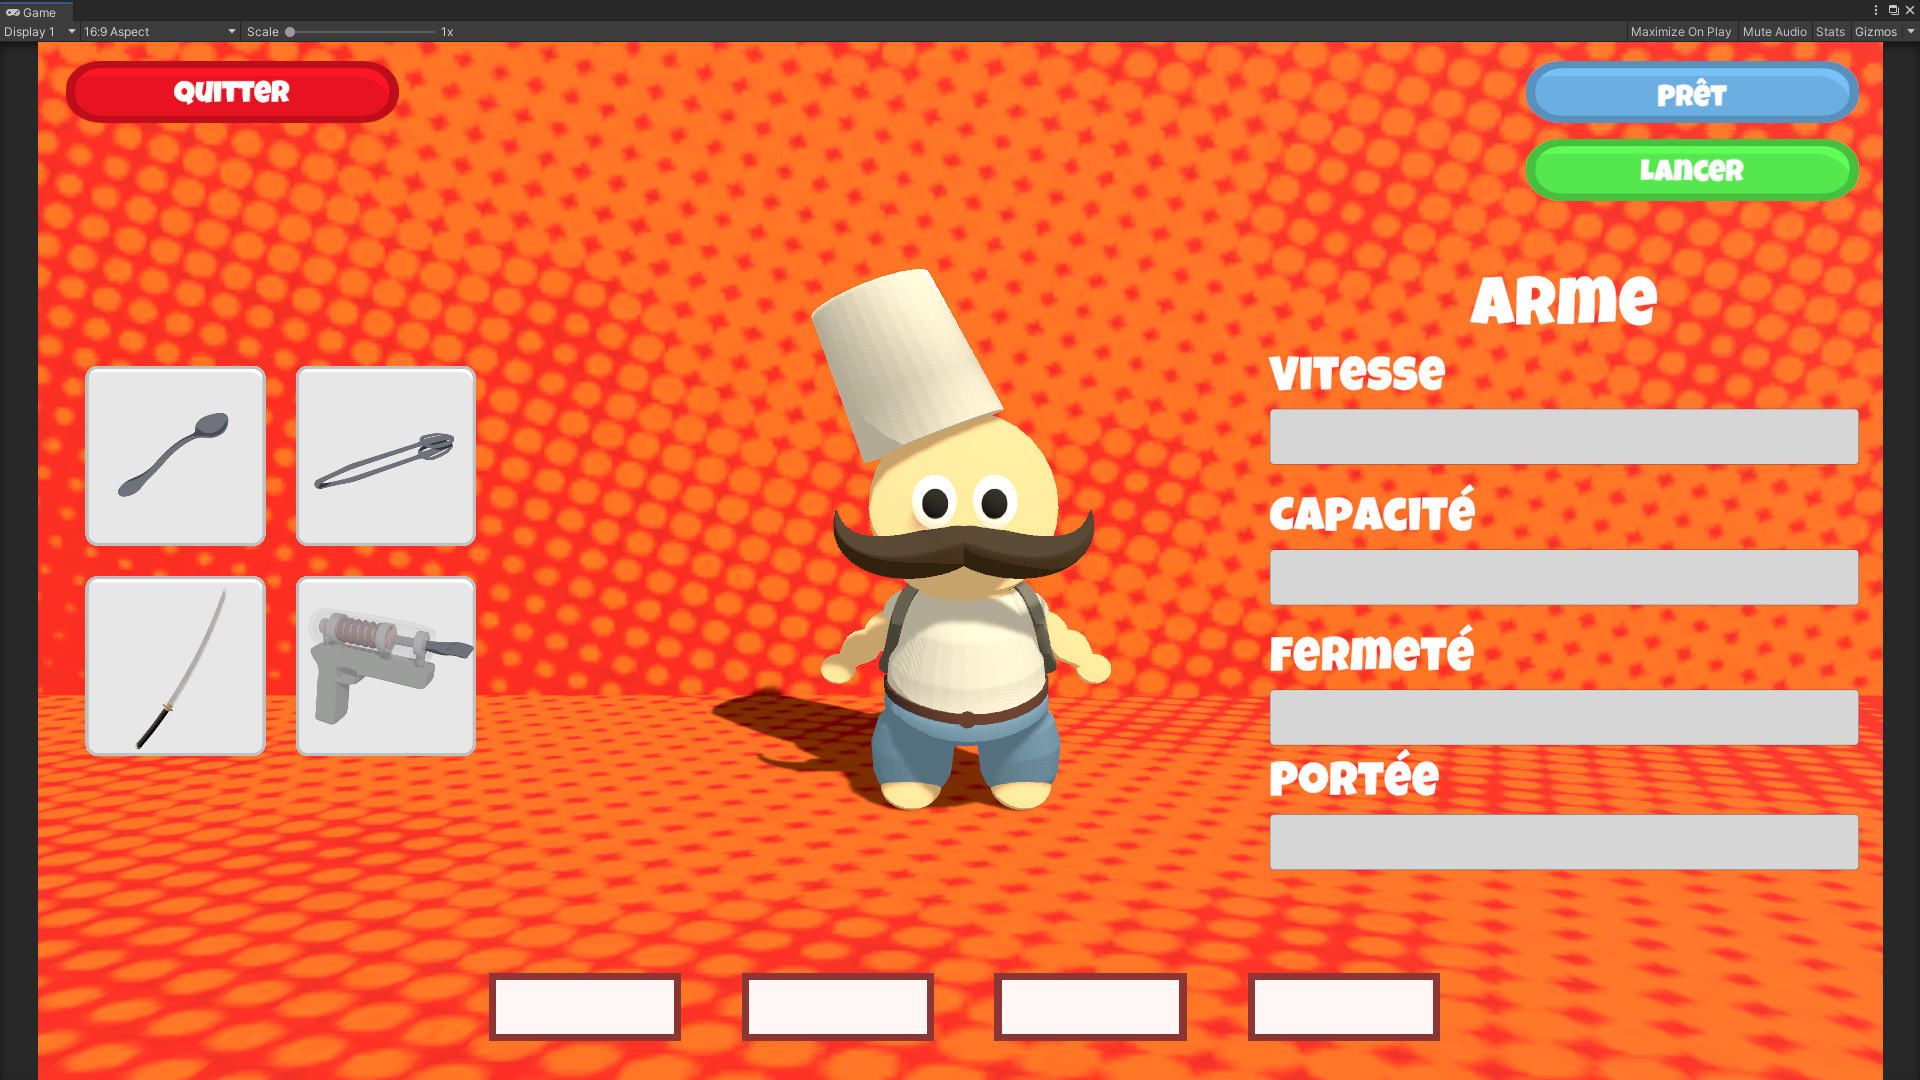 Game
Display 1
16:9 Aspect
Scale
1x
Maximize On Play
Mute Audio
Stats
Gizmos
QUITTER
PRÊT
LANCER
ARME
VITESSE
CAPACITÉ
FERMETÉ
PORTÉE